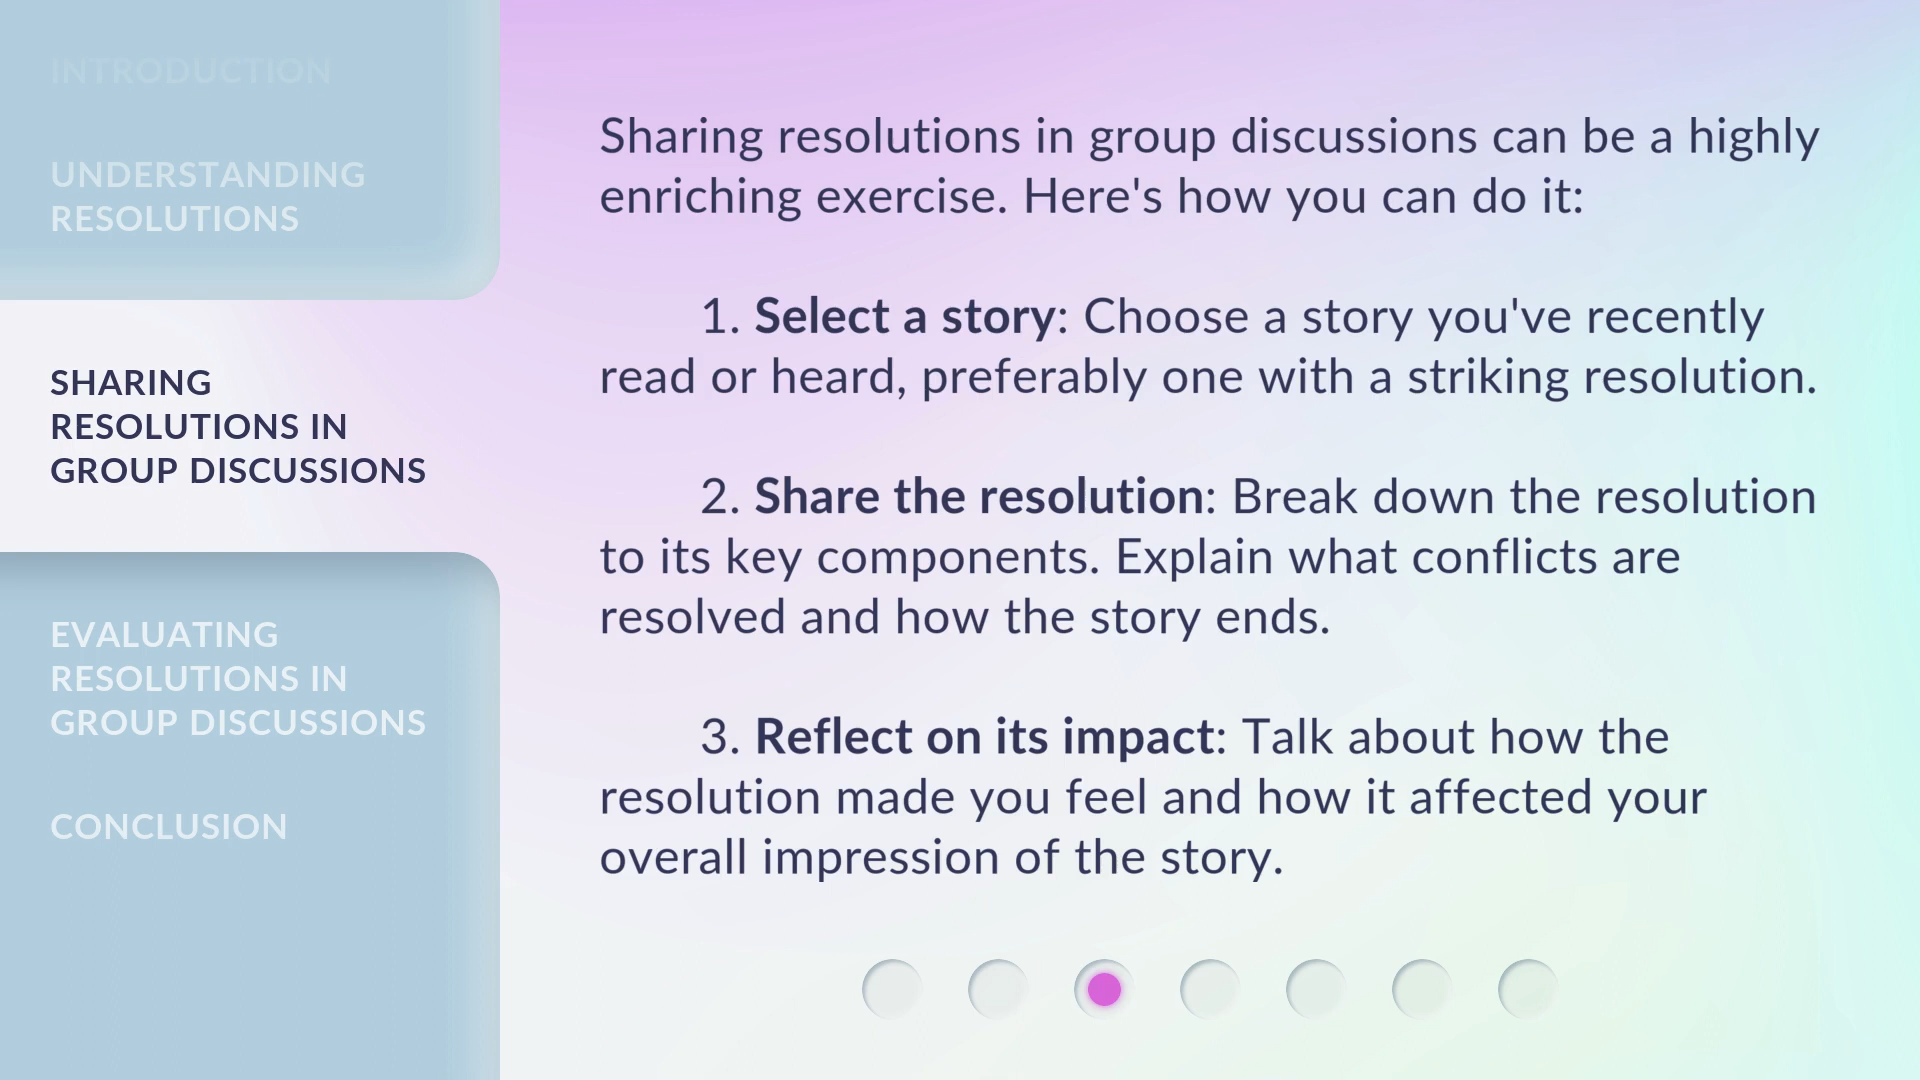 INTRODUCTION
UNDERSTANDING
RESOLUTIONS
SHARING
RESOLUTIONS IN
GROUP DISCUSSIONS
EVALUATING
RESOLUTIONS IN
GROUP DISCUSSIONS
CONCLUSION
Sharing resolutions in group discussions can be a highly
enriching exercise. Here's how you can do it:
1. Select a story: Choose a story you've recently
read or heard, preferably one with a striking resolution.
2. Share the resolution: Break down the resolution
to its key components. Explain what conflicts are
resolved and how the story ends.
3. Reflect on its impact: Talk about how the
resolution made you feel and how it affected your
overall impression of the story.